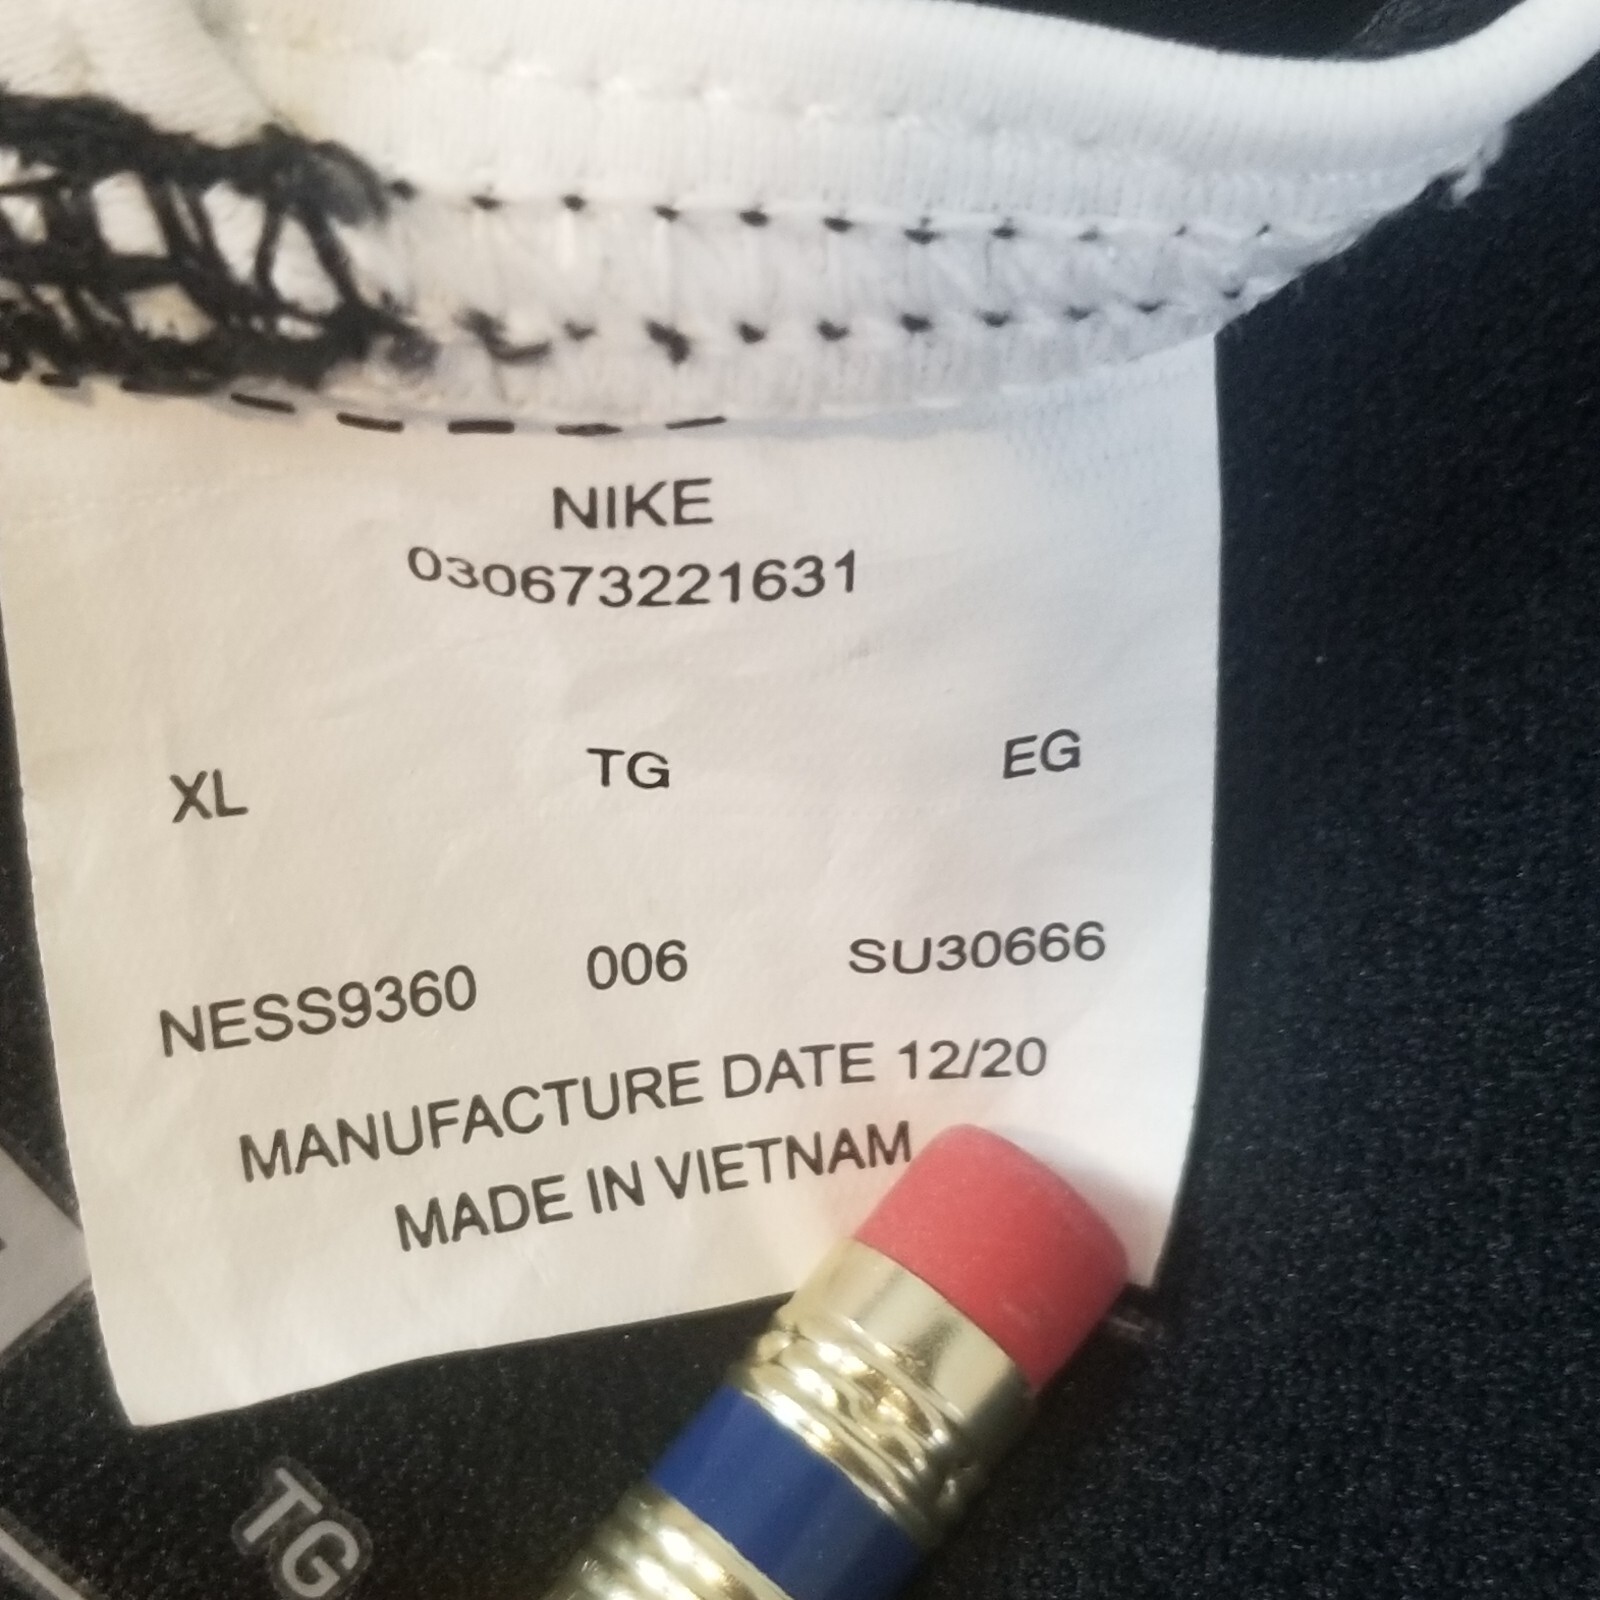 NIKE
030673221631
XL TG EG
NESS9360 006 SU30666
MANUFACTURE DATE 12/20
MADE IN VIETNAM
TG